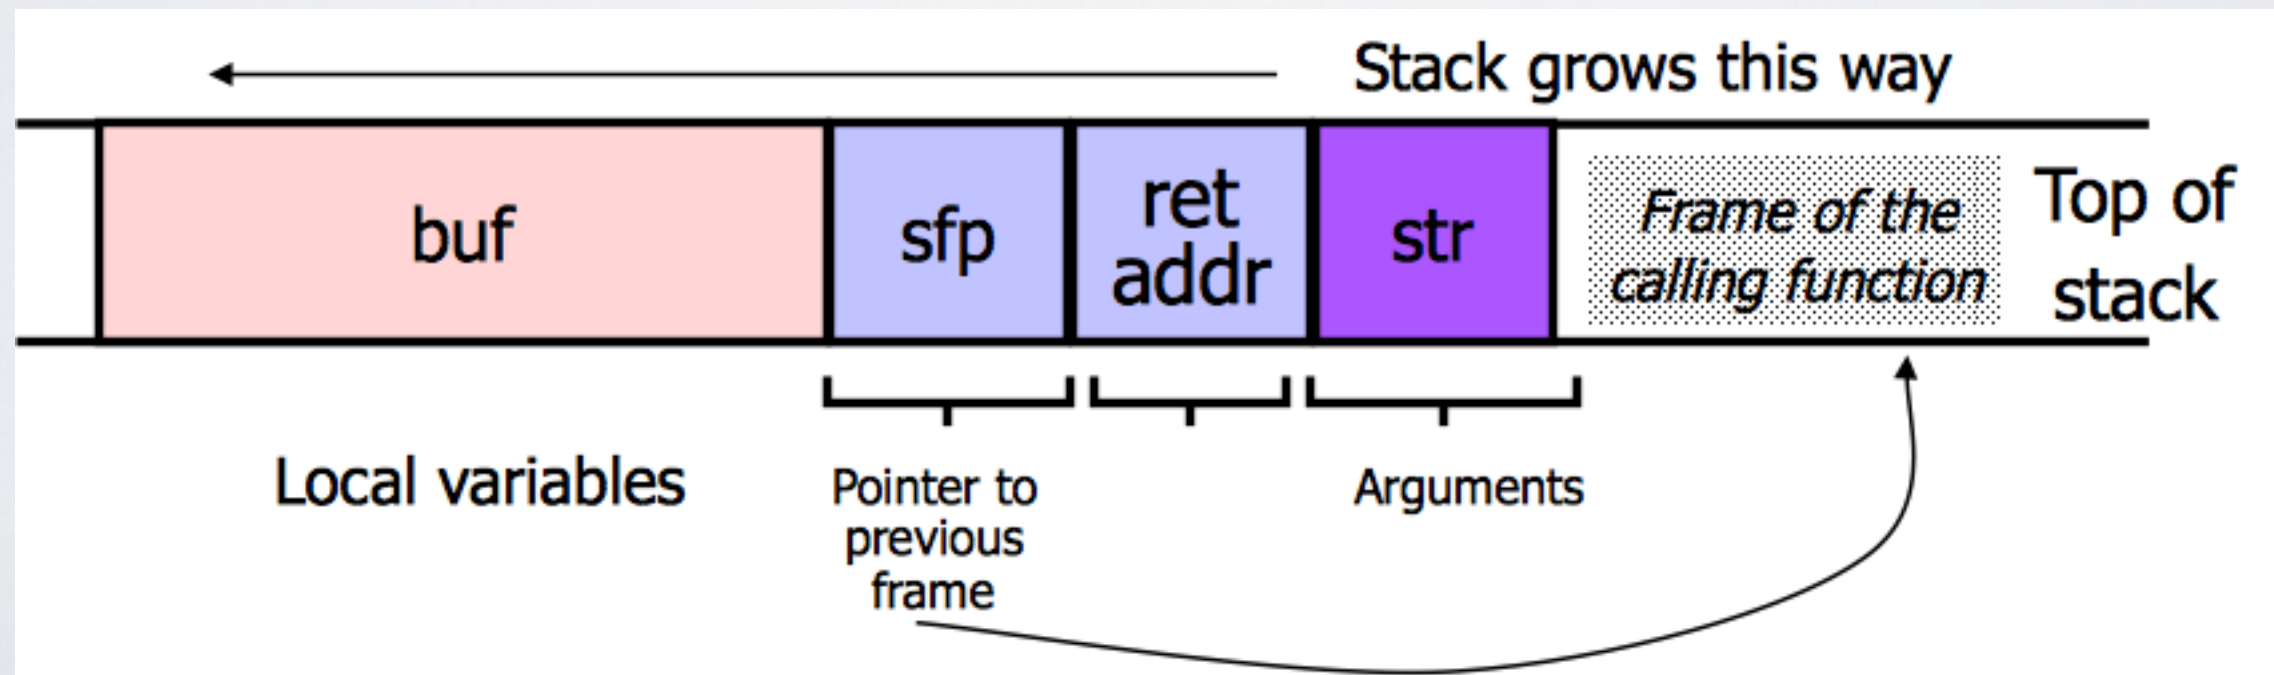 Stack grows this way
buf
sfp
ret
addr
str
Frame of the
calling function
Top of
stack
Local variables
Pointer to
previous
frame
Arguments